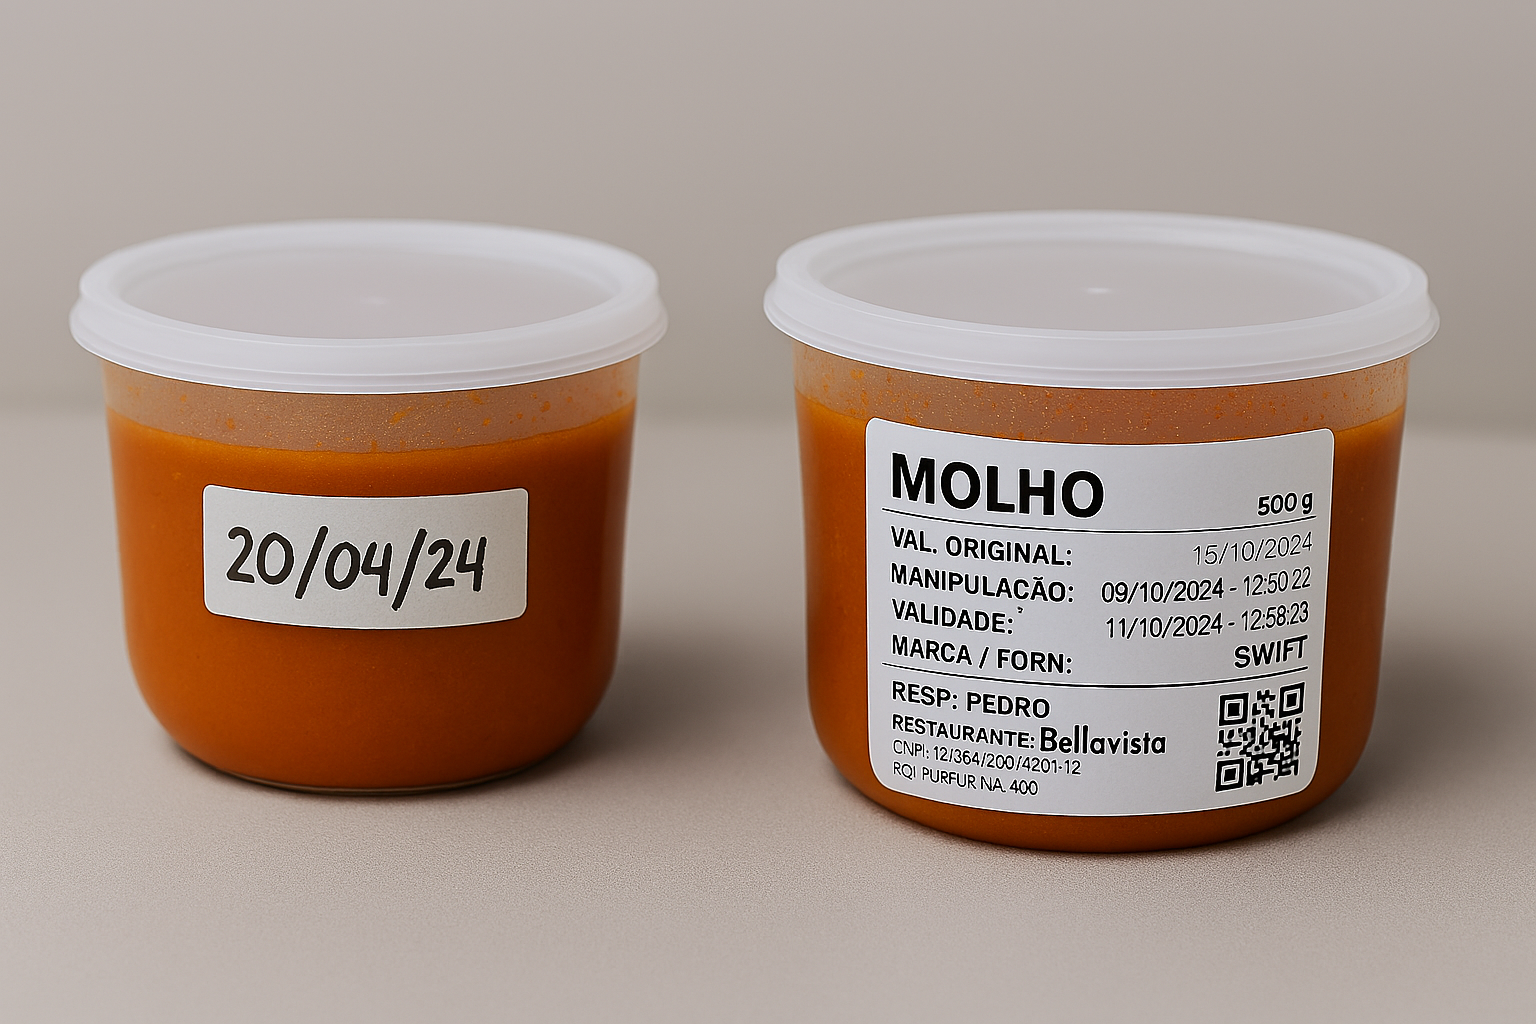 20/04/24
MOLHO
500 g
VAL. ORIGINAL: 15/10/2024
MANIPULAÇÃO: 09/10/2024 - 12:50 22
VALIDADE: 11/10/2024 - 12:58:23
MARCA / FORN: SWIFT
RESP: PEDRO
RESTAURANTE: Bellavista
CNPI: 12/364/200/4201-12
RQI PURFUR NA. 400